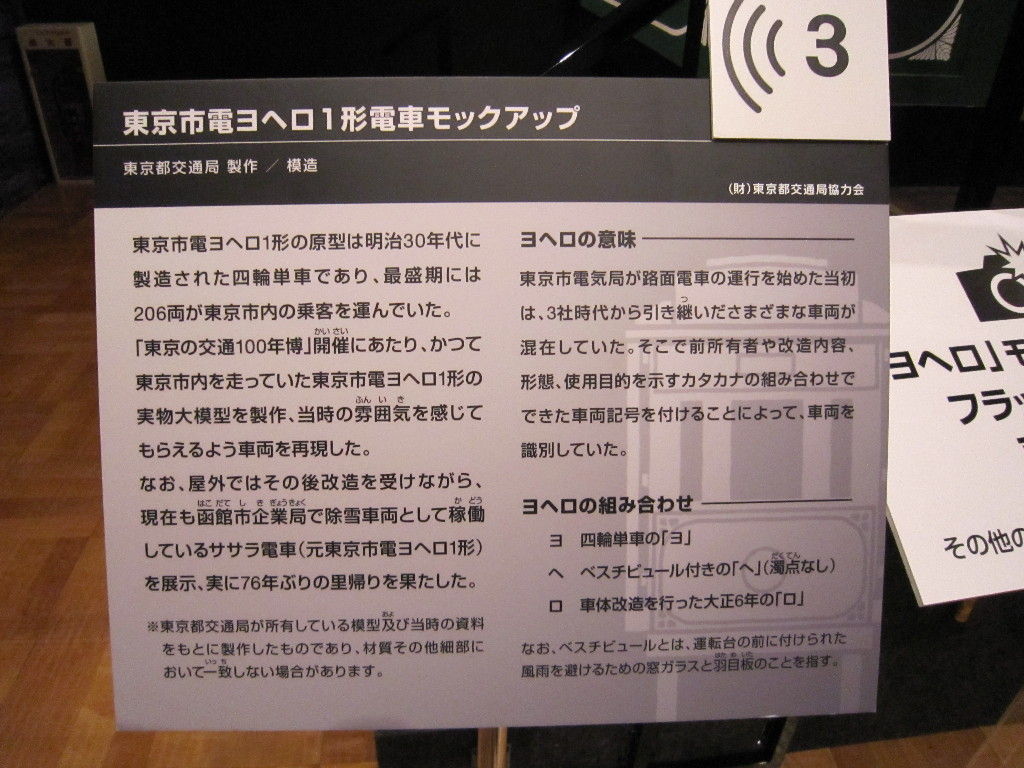 3
東京市電ヨヘロ1形電車モックアップ
東京都交通局 製作 ／ 模造
(財)東京都交通局協力会
東京市電ヨヘロ1形の原型は明治30年代に
製造された四輪単車であり、最盛期には
206両が東京市内の乗客を運んでいた。
「東京の交通100年博」開催にあたり、かつて
東京市内を走っていた東京市電ヨヘロ1形の
実物大模型を製作、当時の雰囲気を感じて
もらえるよう車両を再現した。
なお、屋外ではその後改造を受けながら、
現在も函館市企業局で除雪車両として稼働
しているササラ電車(元東京市電ヨヘロ1形)
を展示、実に76年ぶりの里帰りを果たした。
※東京都交通局が所有している模型及び当時の資料
をもとに製作したものであり、材質その他細部に
おいて一致しない場合があります。
ヨヘロの意味
東京市電気局が路面電車の運行を始めた当初
は、3社時代から引き継いださまざまな車両が
混在していた。そこで前所有者や改造内容、
形態、使用目的を示すカタカナの組み合わせで
できた車両記号を付けることによって、車両を
識別していた。
ヨヘロの組み合わせ
ヨ 四輪単車の「ヨ」
ヘ ベスチビュール付きの「ヘ」(濁点なし)
ロ 車体改造を行った大正6年の「ロ」
なお、ベスチビュールとは、運転台の前に付けられた
風雨を避けるための窓ガラスと羽目板のことを指す。
ヨヘロ」モ
フラッ
その他の